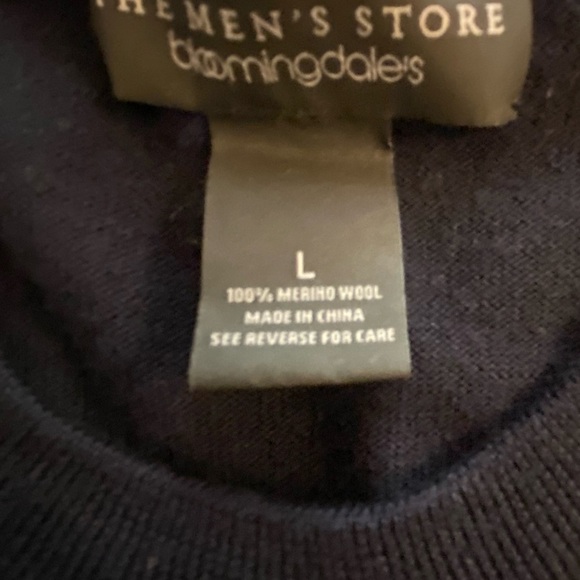 THE MEN'S STORE
bloomingdale's
L
100% MERINO WOOL
MADE IN CHINA
SEE REVERSE FOR CARE